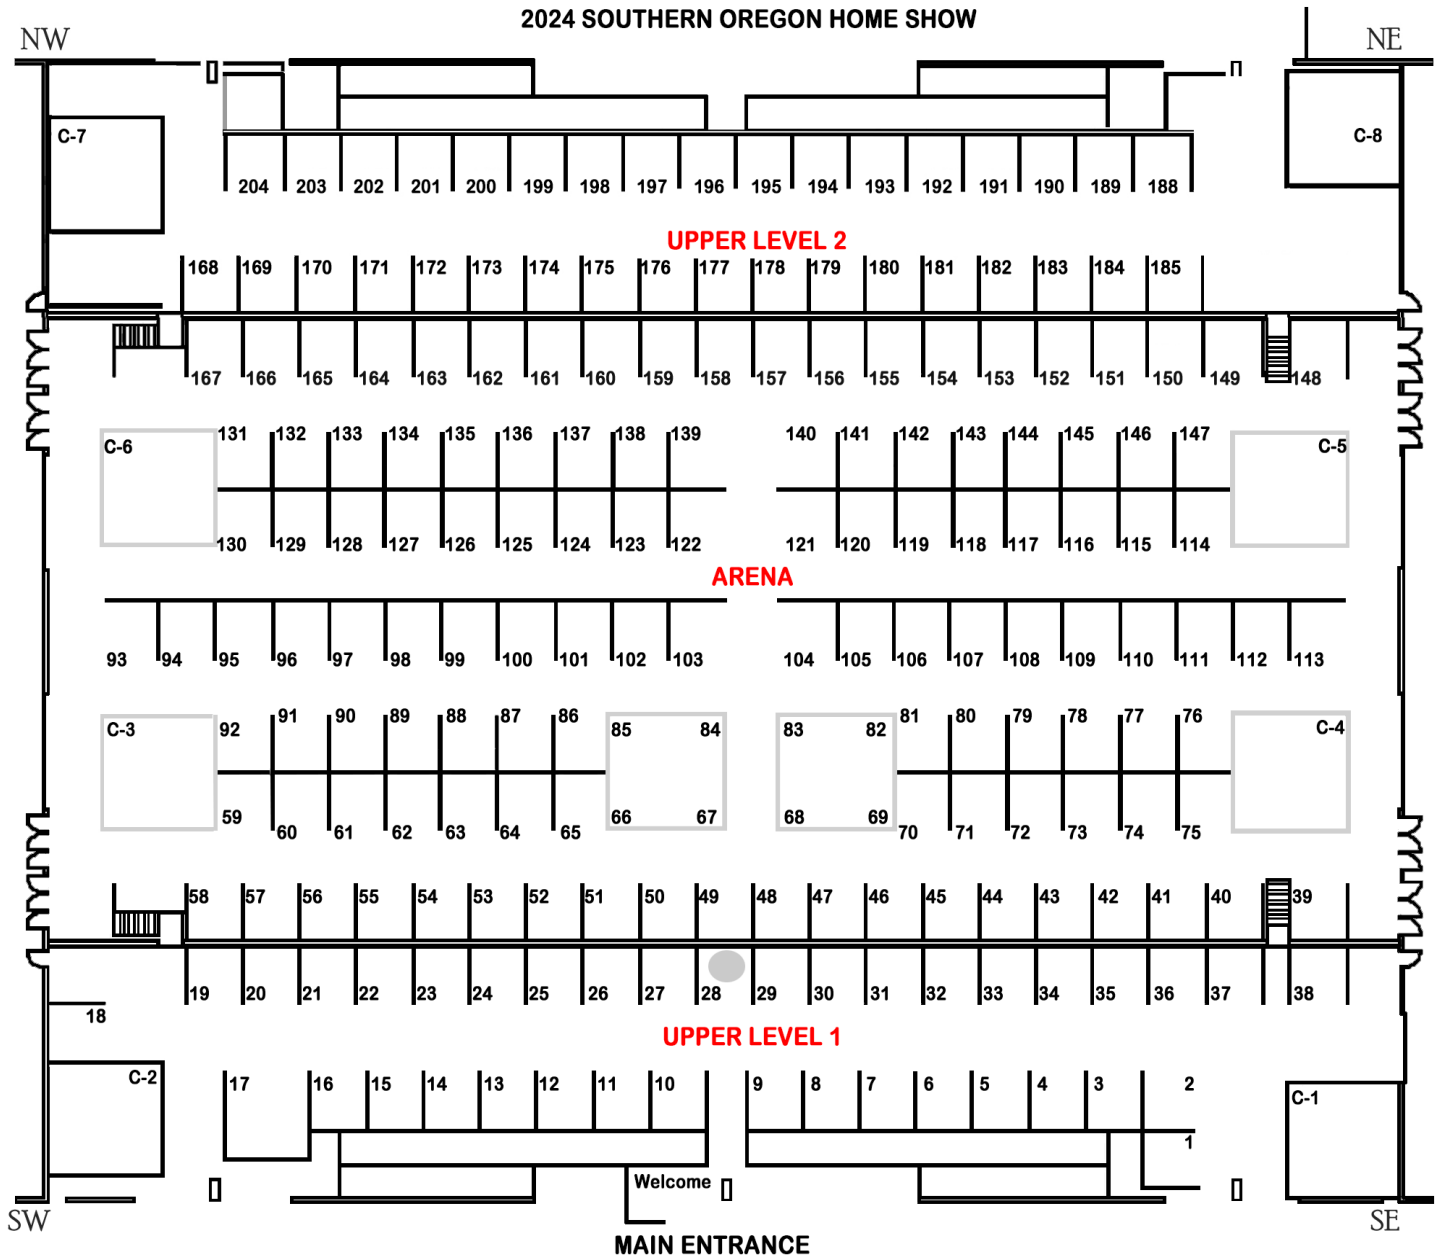 2024 SOUTHERN OREGON HOME SHOW
NW NE
C-7 C-8
204 203 202 201 200 199 198 197 196 195 194 193 192 191 190 189 188
UPPER LEVEL 2
168 169 170 171 172 173 174 175 176 177 178 179 180 181 182 183 184 185
167 166 165 164 163 162 161 160 159 158 157 156 155 154 153 152 151 150 149 148
C-6 131 132 133 134 135 136 137 138 139 140 141 142 143 144 145 146 147 C-5
130 129 128 127 126 125 124 123 122 121 120 119 118 117 116 115 114
ARENA
93 94 95 96 97 98 99 100 101 102 103 104 105 106 107 108 109 110 111 112 113
C-3 92 91 90 89 88 87 86 85 84 83 82 81 80 79 78 77 76 C-4
59 60 61 62 63 64 65 66 67 68 69 70 71 72 73 74 75
58 57 56 55 54 53 52 51 50 49 48 47 46 45 44 43 42 41 40 39
19 20 21 22 23 24 25 26 27 28 29 30 31 32 33 34 35 36 37 38
18
UPPER LEVEL 1
C-2 17 16 15 14 13 12 11 10 9 8 7 6 5 4 3 2 C-1
1
Welcome
SW SE
MAIN ENTRANCE